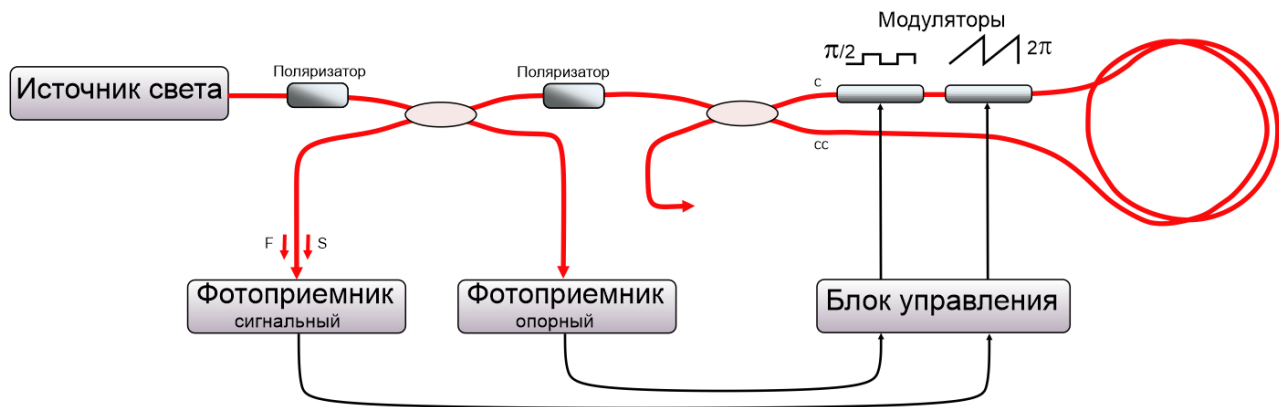 Модуляторы
π/2
2π
Источник света
Поляризатор
Поляризатор
c
cc
F
S
Фотоприемник
сигнальный
Фотоприемник
опорный
Блок управления